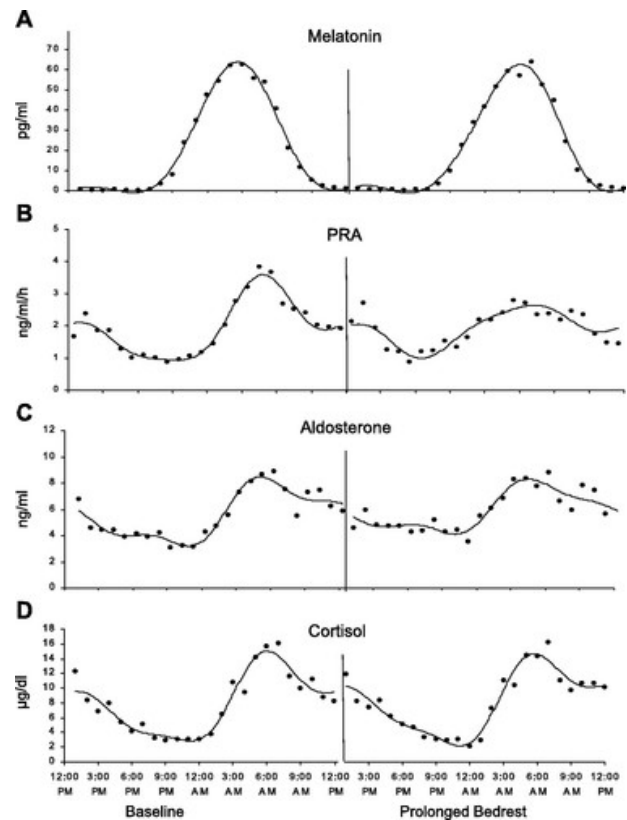 A
Melatonin
pg/ml
70
60
50
40
30
20
10
0
B
PRA
ng/ml/h
5
4
3
2
1
0
C
Aldosterone
ng/ml
12
10
8
6
4
2
0
D
Cortisol
µg/dl
18
16
14
12
10
8
6
4
2
0
12:00 3:00 6:00 9:00 12:00 3:00 6:00 9:00 12:00 3:00 6:00 9:00 12:00 3:00 6:00 9:00 12:00
PM PM PM PM AM AM AM AM PM PM PM PM AM AM AM AM PM
Baseline Prolonged Bedrest